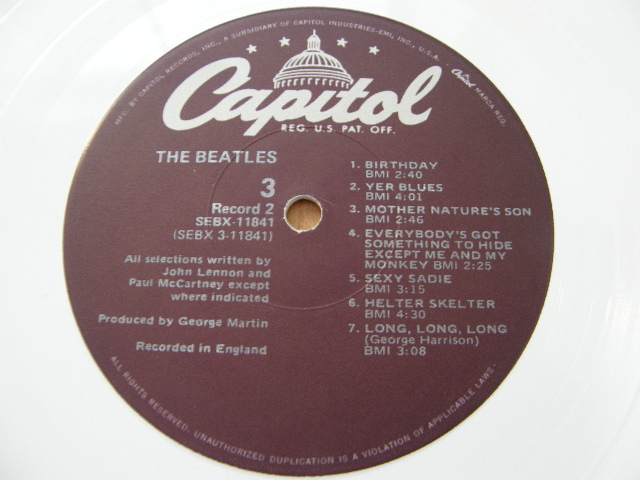 MFG. BY CAPITOL RECORDS, INC., A SUBSIDIARY OF CAPITOL INDUSTRIES-EMI, INC., U.S.A.
Capitol MARCA REG.
Capitol
REG. U.S. PAT. OFF.
THE BEATLES
3
Record 2
SEBX-11841
(SEBX 3-11841)
All selections written by
John Lennon and
Paul McCartney except
where indicated
Produced by George Martin
Recorded in England
1. BIRTHDAY
BMI 2:40
2. YER BLUES
BMI 4:01
3. MOTHER NATURE'S SON
BMI 2:46
4. EVERYBODY'S GOT
SOMETHING TO HIDE
EXCEPT ME AND MY
MONKEY BMI 2:25
5. SEXY SADIE
BMI 3:15
6. HELTER SKELTER
BMI 4:30
7. LONG, LONG, LONG
(George Harrison)
BMI 3:08
ALL RIGHTS RESERVED. UNAUTHORIZED DUPLICATION IS A VIOLATION OF APPLICABLE LAWS.